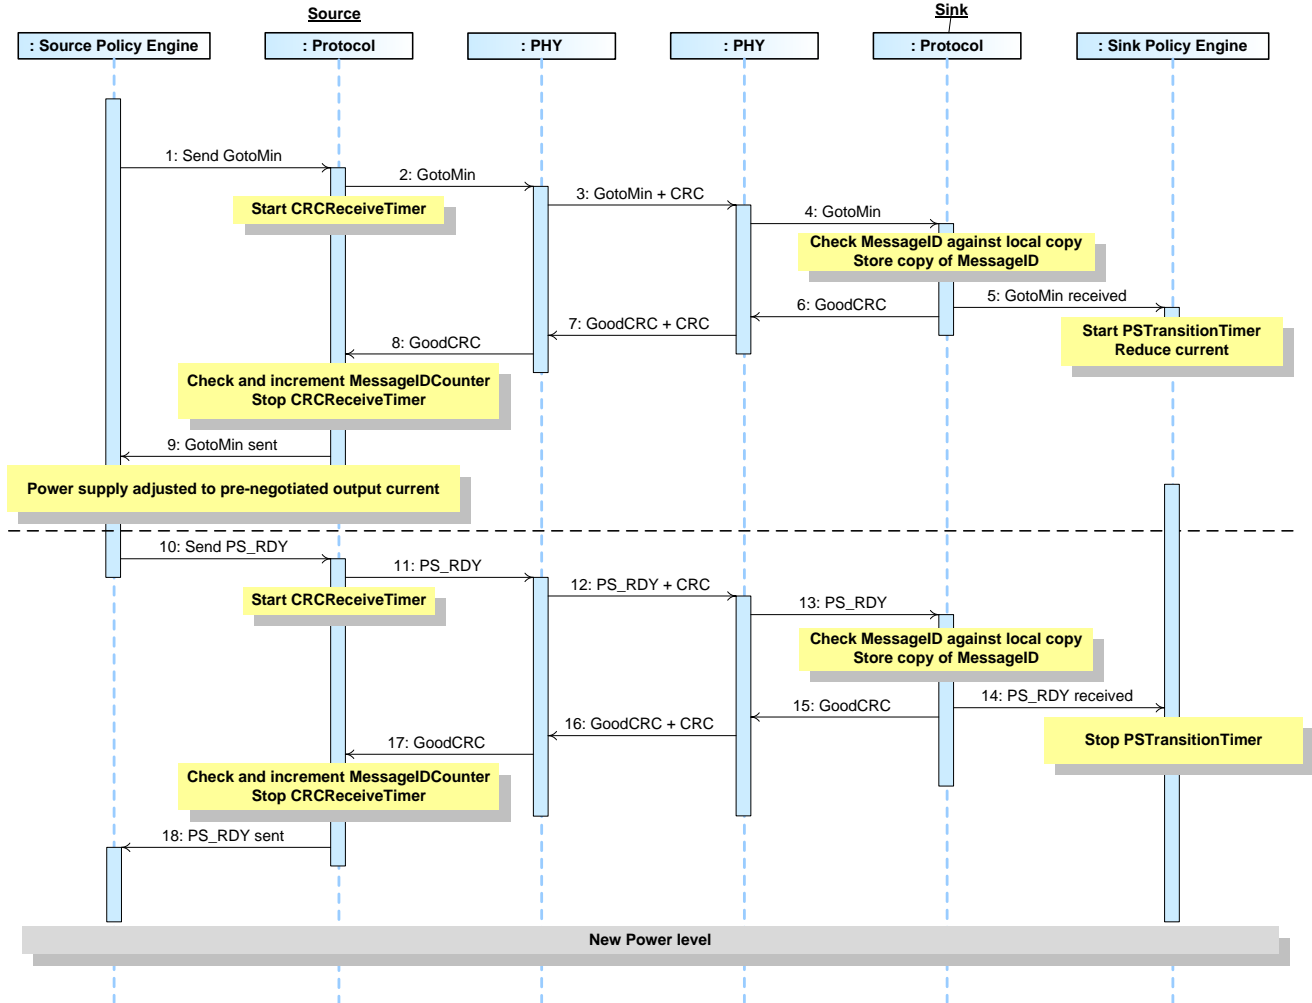 Source
Sink
: Source Policy Engine
: Protocol
: PHY
: PHY
: Protocol
: Sink Policy Engine
1: Send GotoMin
2: GotoMin
3: GotoMin + CRC
Start CRCReceiveTimer
4: GotoMin
Check MessageID against local copy
Store copy of MessageID
5: GotoMin received
6: GoodCRC
7: GoodCRC + CRC
Start PSTransitionTimer
Reduce current
8: GoodCRC
Check and increment MessageIDCounter
Stop CRCReceiveTimer
9: GotoMin sent
Power supply adjusted to pre-negotiated output current
10: Send PS_RDY
11: PS_RDY
12: PS_RDY + CRC
Start CRCReceiveTimer
13: PS_RDY
Check MessageID against local copy
Store copy of MessageID
14: PS_RDY received
15: GoodCRC
16: GoodCRC + CRC
Stop PSTransitionTimer
17: GoodCRC
Check and increment MessageIDCounter
Stop CRCReceiveTimer
18: PS_RDY sent
New Power level